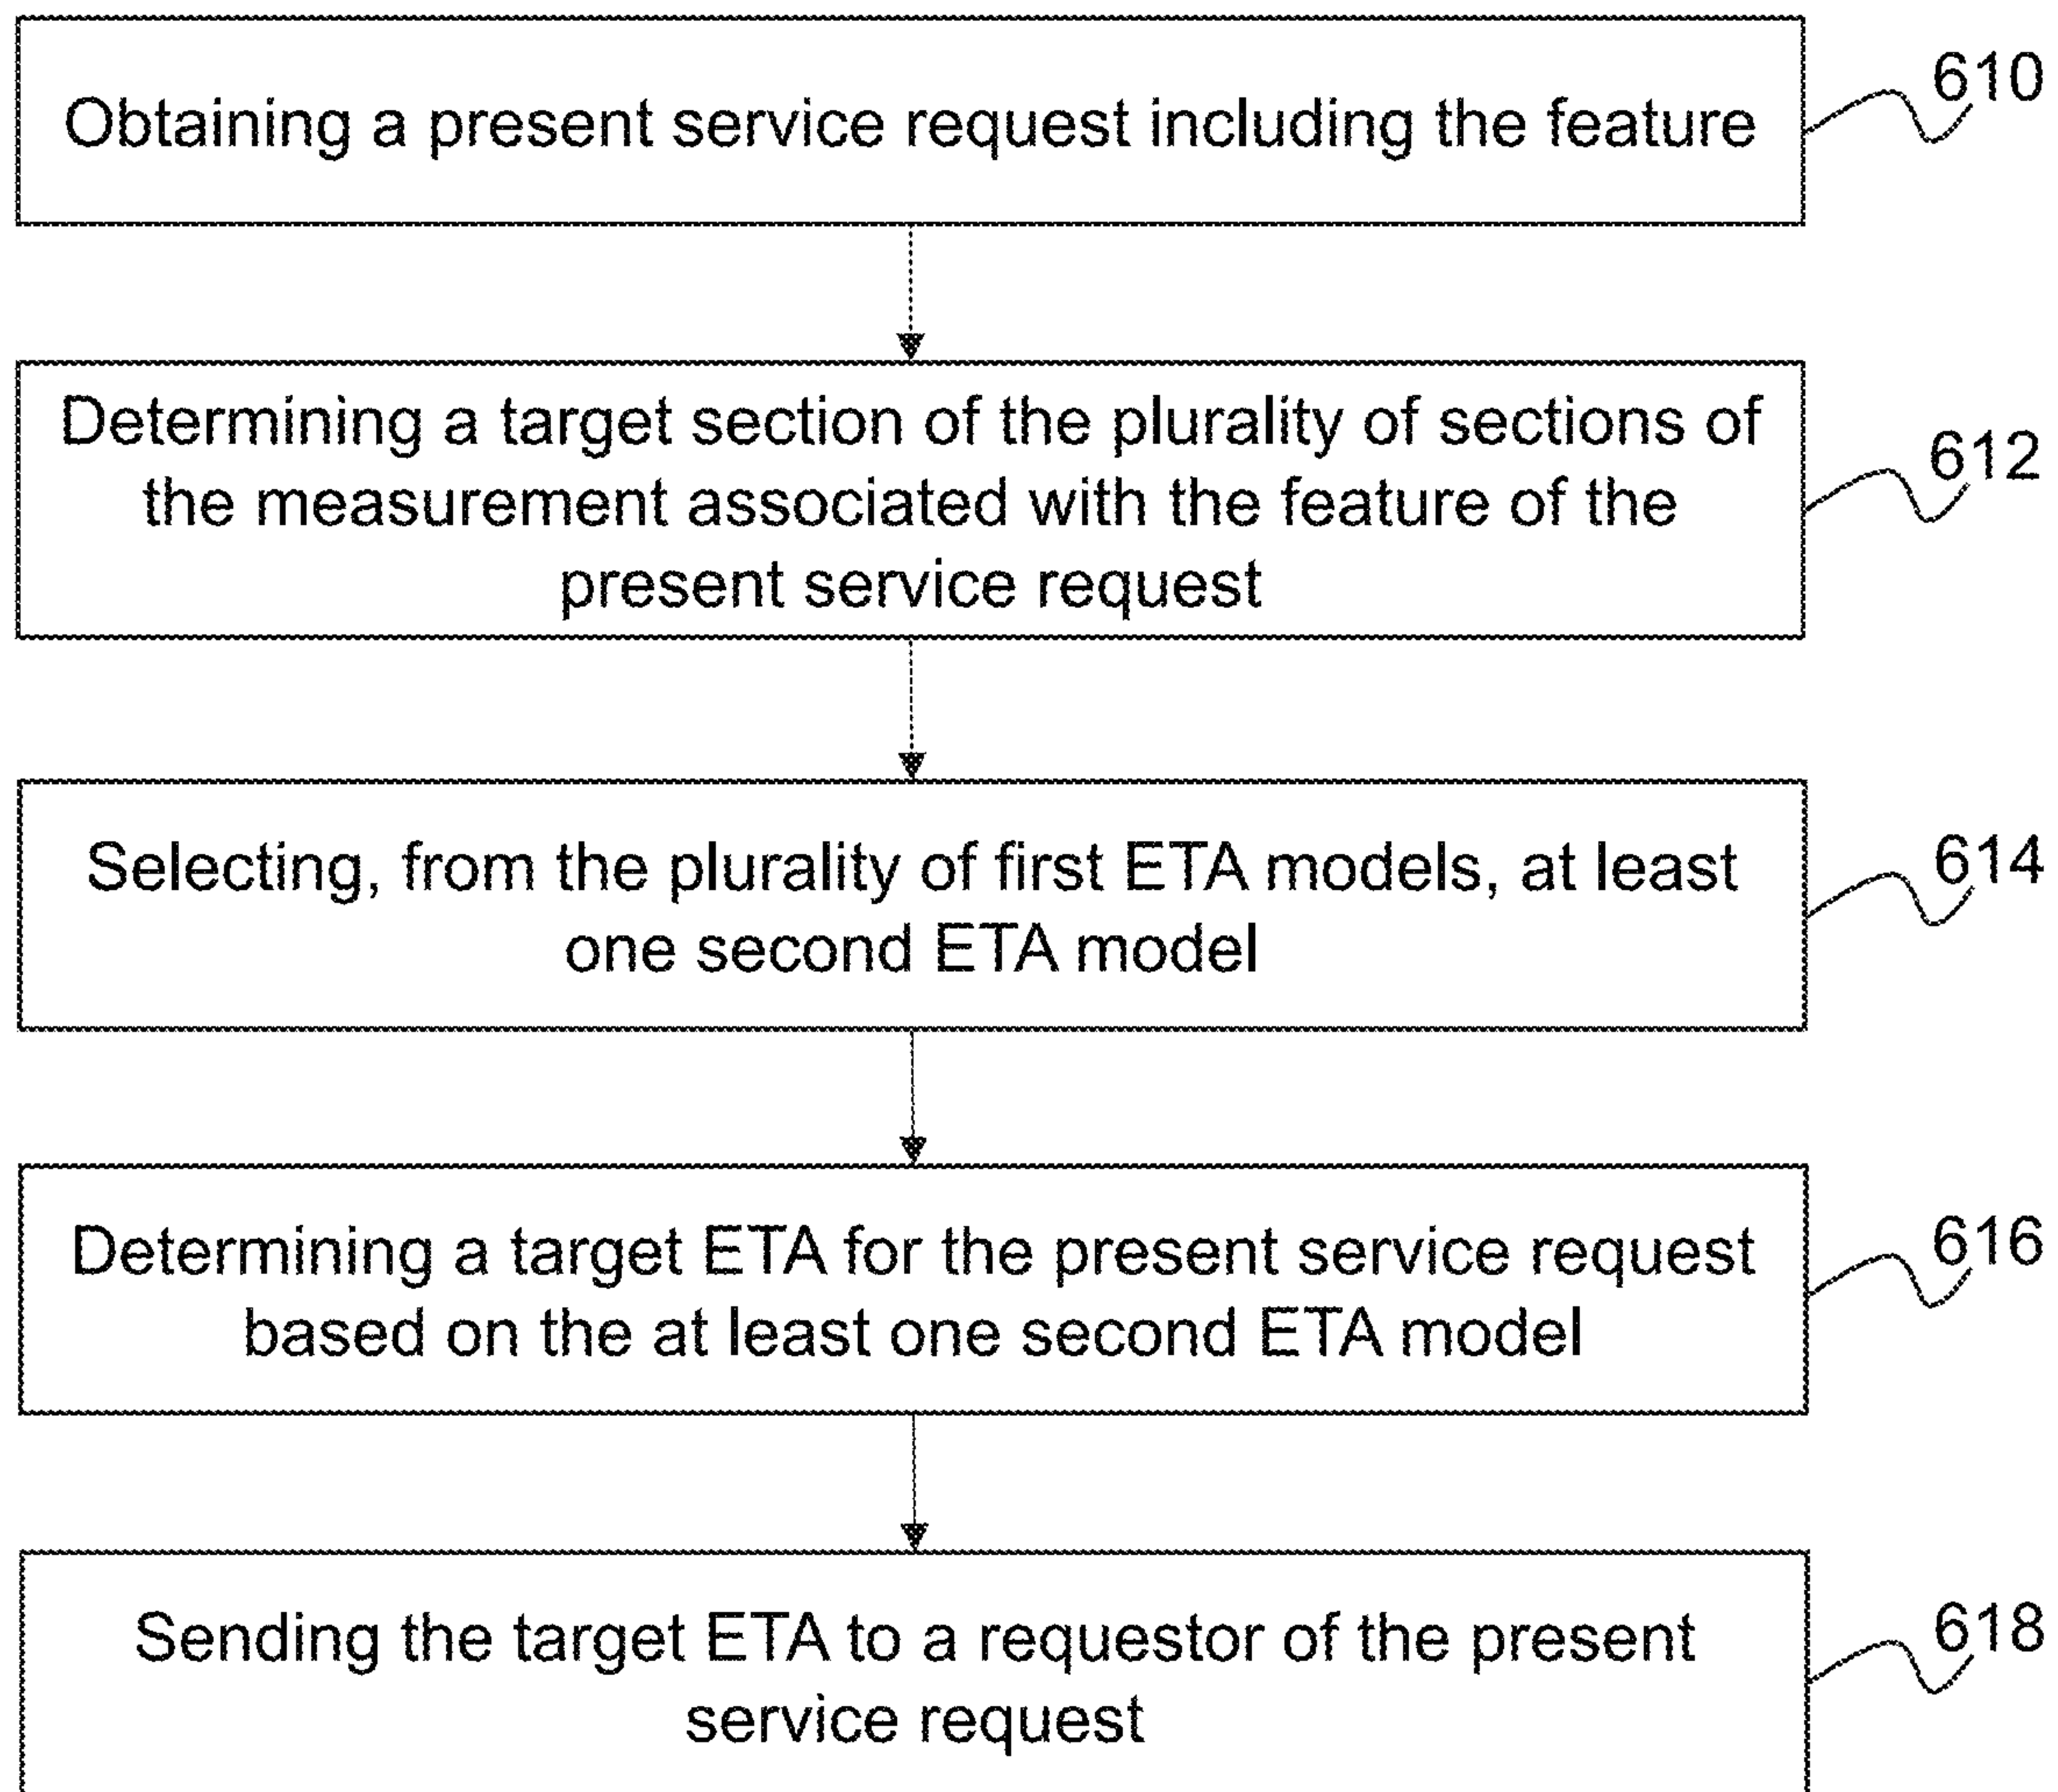 Obtaining a present service request including the feature
610
Determining a target section of the plurality of sections of
the measurement associated with the feature of the
present service request
612
Selecting, from the plurality of first ETA models, at least
one second ETA model
614
Determining a target ETA for the present service request
based on the at least one second ETA model
616
Sending the target ETA to a requestor of the present
service request
618